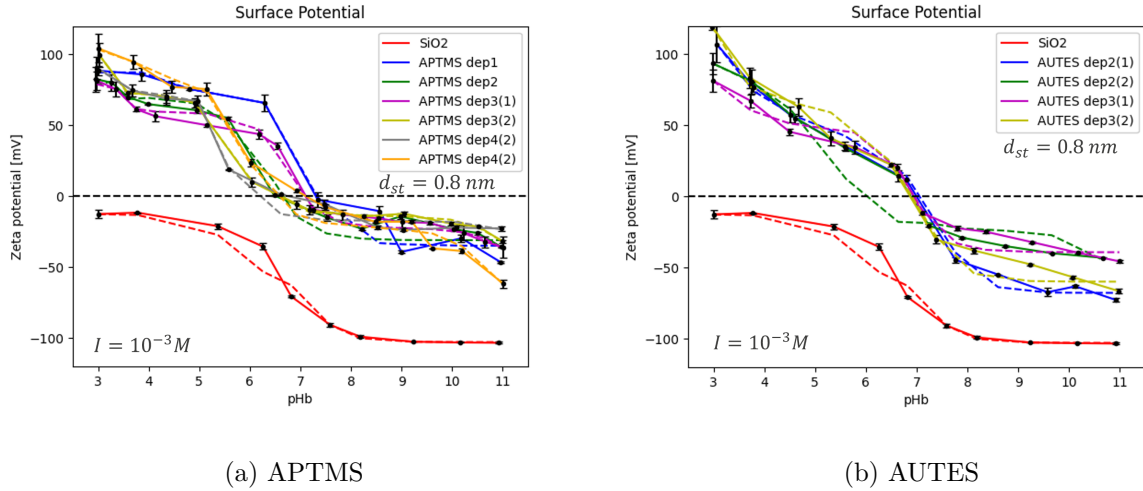 Surface Potential
SiO2
APTMS dep1
APTMS dep2
APTMS dep3(1)
APTMS dep3(2)
APTMS dep4(2)
APTMS dep4(2)
d_st = 0.8 nm
I = 10^−3 M
Zeta potential [mV]
100
50
0
−50
−100
3 4 5 6 7 8 9 10 11
pHb
(a) APTMS
Surface Potential
SiO2
AUTES dep2(1)
AUTES dep2(2)
AUTES dep3(1)
AUTES dep3(2)
d_st = 0.8 nm
I = 10^−3 M
Zeta potential [mV]
100
50
0
−50
−100
3 4 5 6 7 8 9 10 11
pHb
(b) AUTES